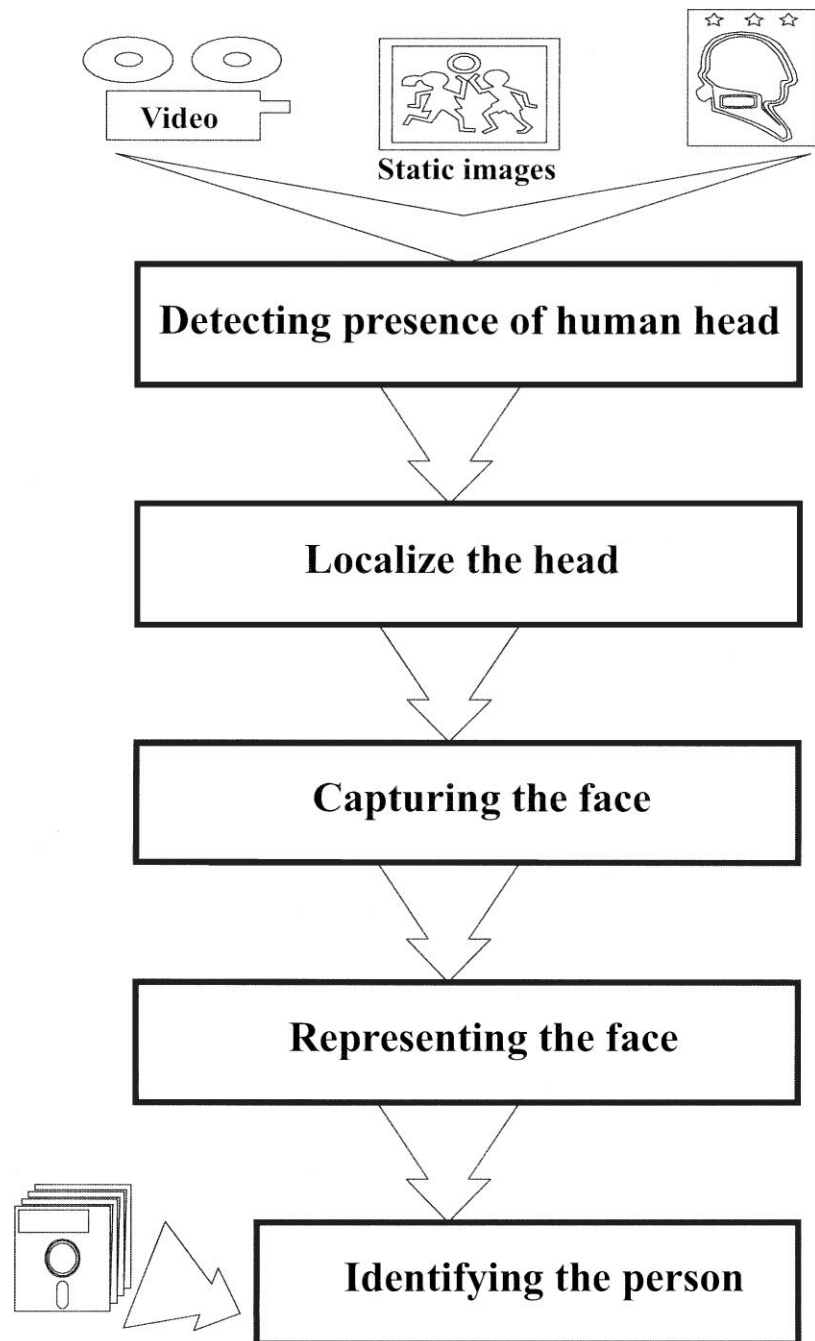 Video
Static images
Detecting presence of human head
Localize the head
Capturing the face
Representing the face
Identifying the person